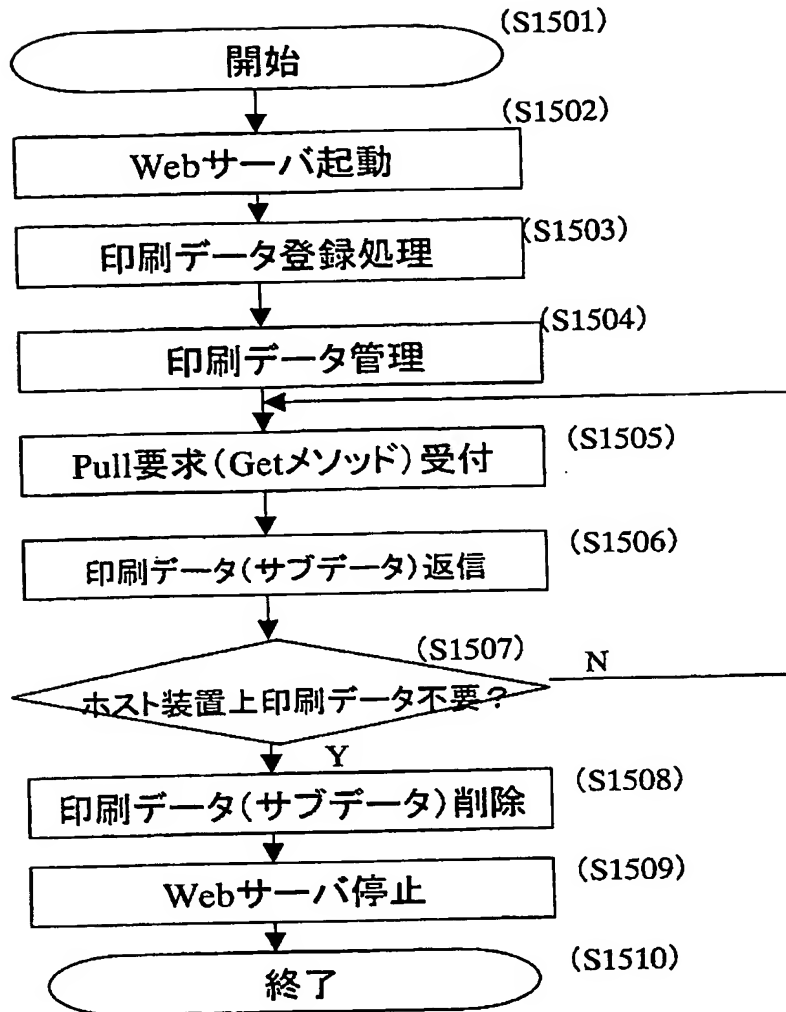 (S1501)
開始
(S1502)
Webサーバ起動
(S1503)
印刷データ登録処理
(S1504)
印刷データ管理
(S1505)
Pull要求(Getメソッド)受付
(S1506)
印刷データ(サブデータ)返信
(S1507)
ホスト装置上印刷データ不要?
N
Y
(S1508)
印刷データ(サブデータ)削除
(S1509)
Webサーバ停止
(S1510)
終了